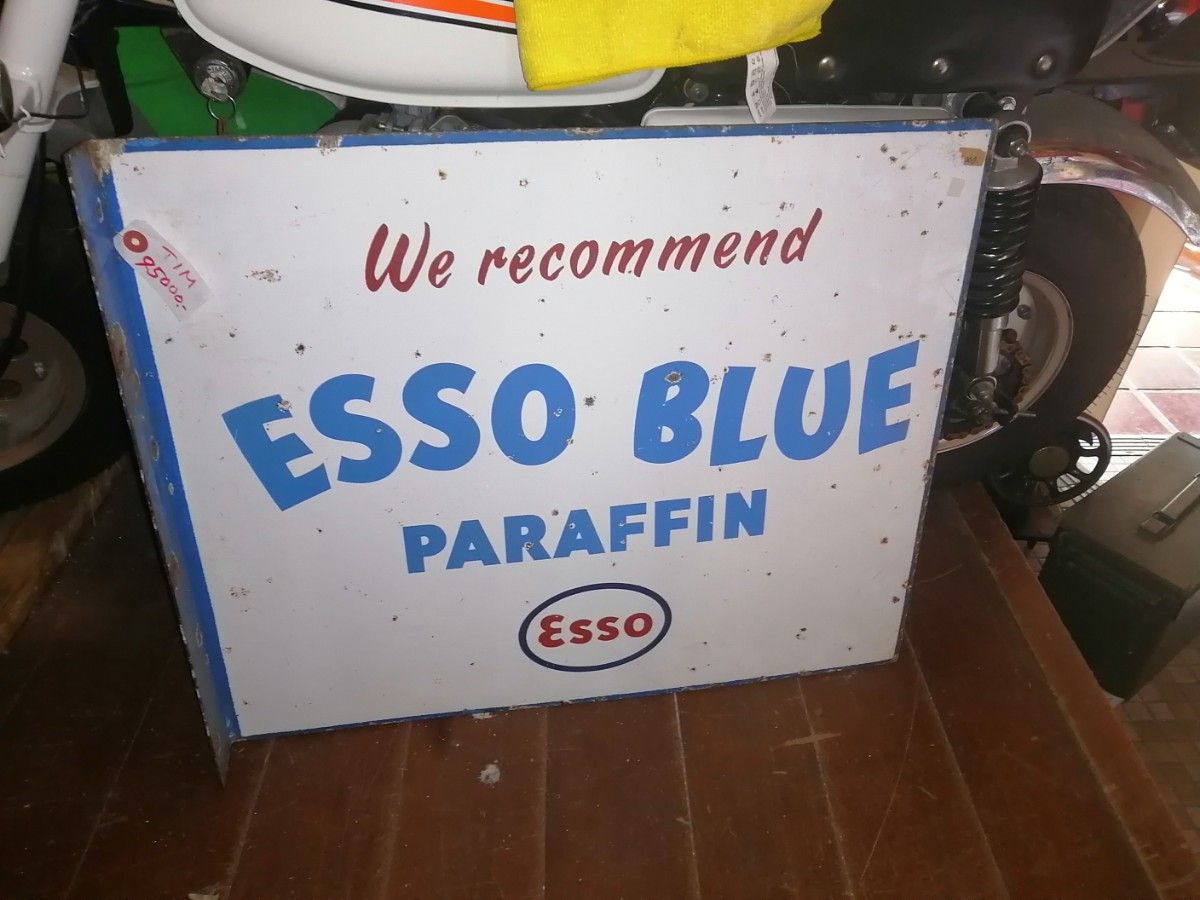 We recommend
TIM
95000.-
ESSO BLUE
PARAFFIN
Esso